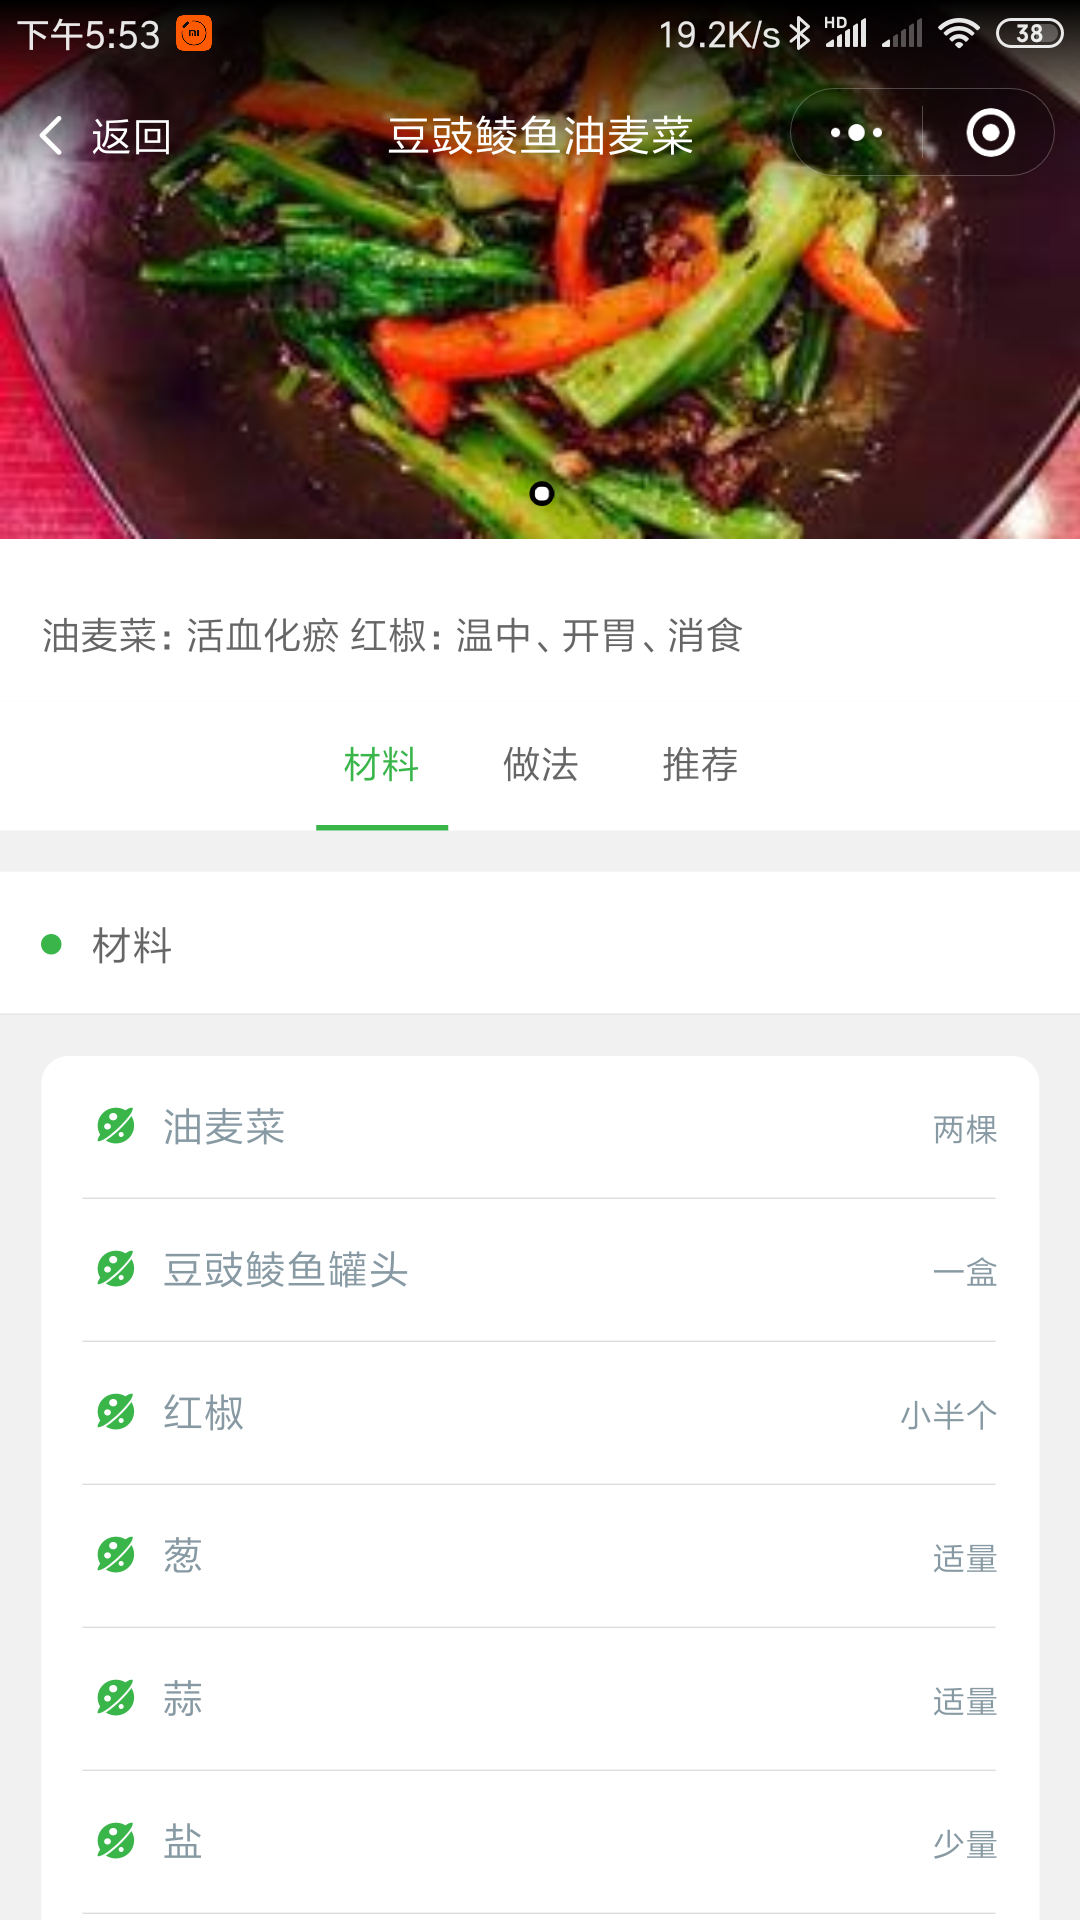 下午5:53 19.2K/s HD 38
返回 豆豉鲮鱼油麦菜
油麦菜：活血化瘀 红椒：温中、开胃、消食
材料 做法 推荐
材料
油麦菜 两棵
豆豉鲮鱼罐头 一盒
红椒 小半个
葱 适量
蒜 适量
盐 少量